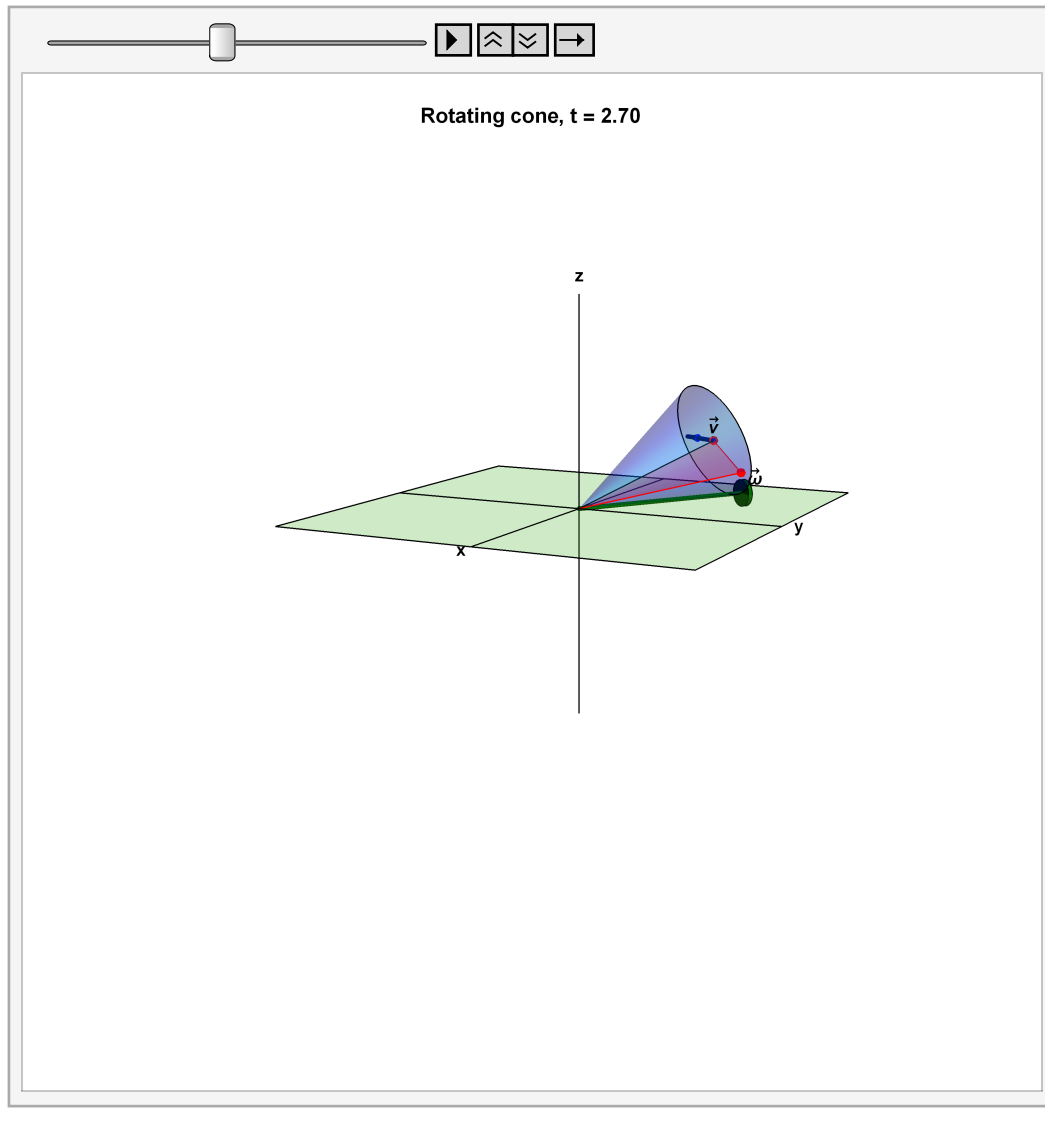 Rotating cone, t = 2.70
z
v⃗
ω⃗
y
x